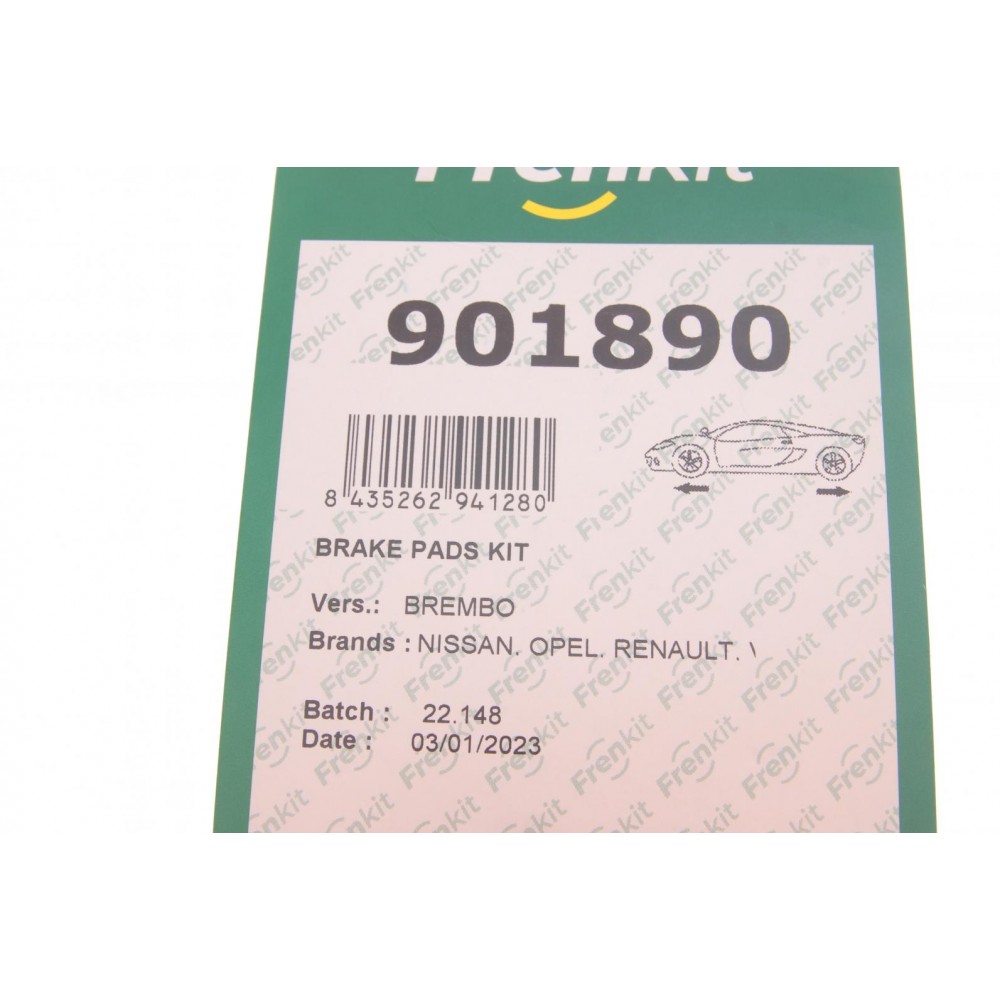 Frenkit
901890
8 435262 941280
BRAKE PADS KIT
Vers.: BREMBO
Brands : NISSAN. OPEL. RENAULT.
Batch : 22.148
Date : 03/01/2023